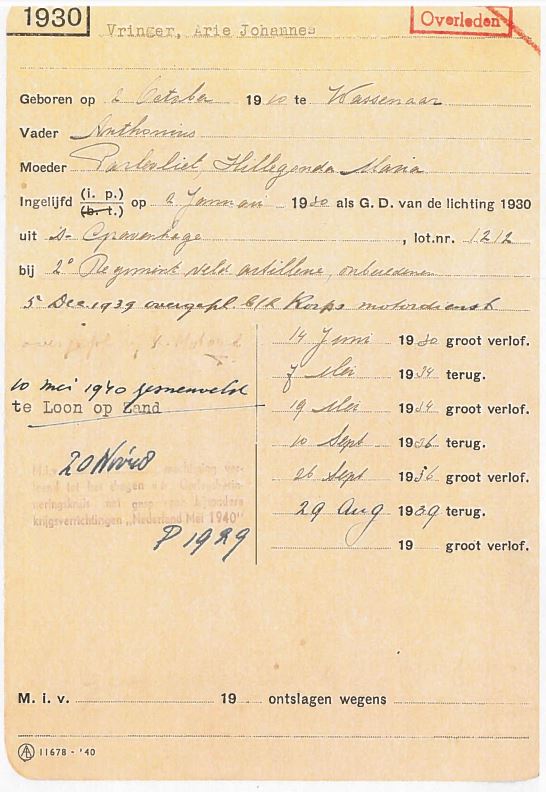 1930
Overleden
Vringer, Arie Johannes
Geboren op 2 October 1910 te Wassenaar
Vader Anthonius
Moeder Hillegonda Maria
Ingelijfd (i. p.) (b. t.) op 2 Januari 1930 als G. D. van de lichting 1930
uit 's-Gravenhage, lot.nr. 1212
bij 2e Regiment veld artillerie, onberedenen
5 Dec. 1939 overgepl. b/h Korps motordienst
14 Juni 1930 groot verlof.
7 Mei 1934 terug.
19 Mei 1934 groot verlof.
10 Sept 1936 terug.
26 Sept 1936 groot verlof.
29 Aug 1939 terug.
19 groot verlof.
10 mei 1940 gesneuveld
te Loon op Zand
20 Nov
krijgsverrichtingen „Nederland Mei 1940"
P 1929
M. i. v. 19 ontslagen wegens
11678 - '40